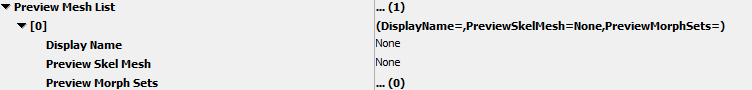 Preview Mesh List ... (1)
[0] (DisplayName=,PreviewSkelMesh=None,PreviewMorphSets=)
Display Name None
Preview Skel Mesh None
Preview Morph Sets ... (0)